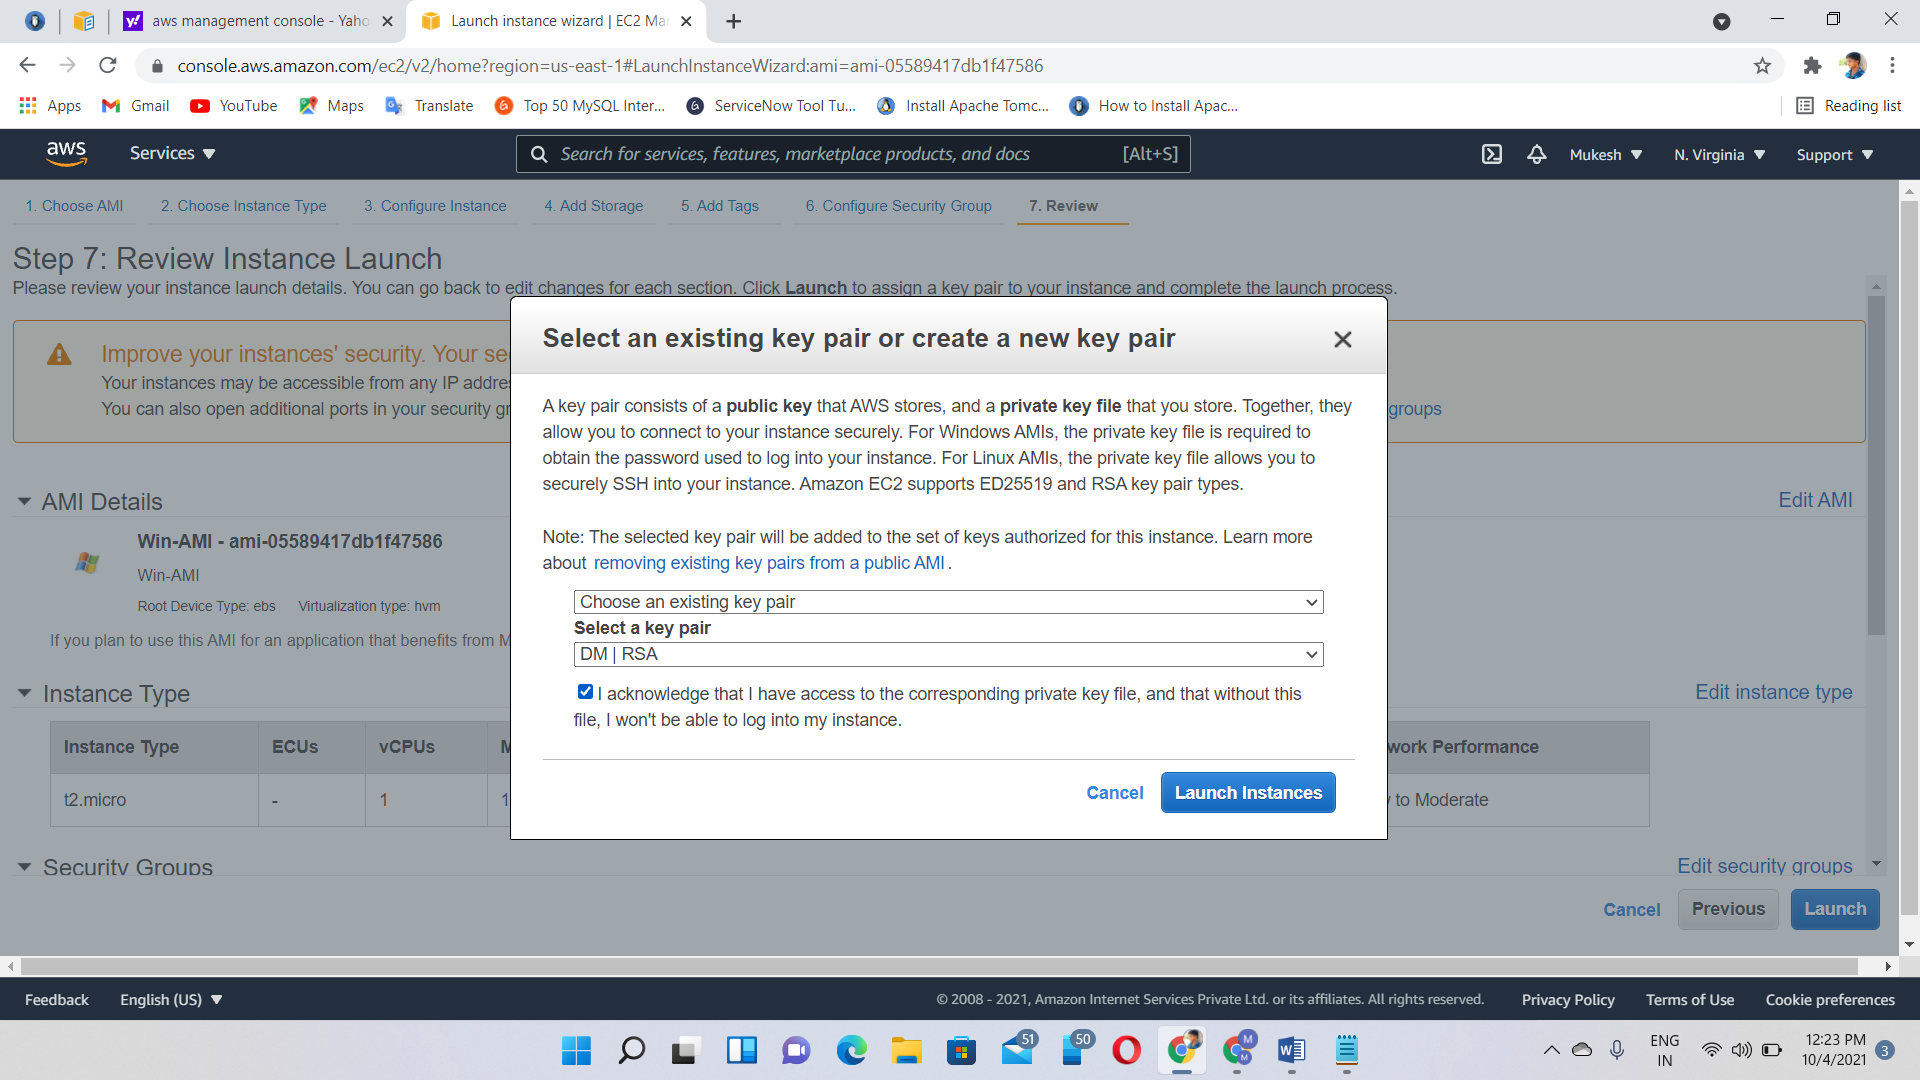 aws management console - Yaho
Launch instance wizard | EC2 Ma
console.aws.amazon.com/ec2/v2/home?region=us-east-1#LaunchInstanceWizard:ami=ami-05589417db1f47586
Apps
Gmail
YouTube
Maps
Translate
Top 50 MySQL Inter...
ServiceNow Tool Tu...
Install Apache Tomc...
How to Install Apac...
Reading list
aws
Services
Search for services, features, marketplace products, and docs
[Alt+S]
Mukesh
N. Virginia
Support
1. Choose AMI
2. Choose Instance Type
3. Configure Instance
4. Add Storage
5. Add Tags
6. Configure Security Group
7. Review
Step 7: Review Instance Launch
Please review your instance launch details. You can go back to edit changes for each section. Click Launch to assign a key pair to your instance and complete the launch process.
Improve your instances' security. Your se
Your instances may be accessible from any IP addre
You can also open additional ports in your security gr
groups
AMI Details
Edit AMI
Win-AMI - ami-05589417db1f47586
Win-AMI
Root Device Type: ebs Virtualization type: hvm
If you plan to use this AMI for an application that benefits from M
Instance Type
Edit instance type
Instance Type
ECUs
vCPUs
M
work Performance
t2.micro
-
1
1
to Moderate
Security Groups
Edit security groups
Select an existing key pair or create a new key pair
A key pair consists of a public key that AWS stores, and a private key file that you store. Together, they
allow you to connect to your instance securely. For Windows AMIs, the private key file is required to
obtain the password used to log into your instance. For Linux AMIs, the private key file allows you to
securely SSH into your instance. Amazon EC2 supports ED25519 and RSA key pair types.
Note: The selected key pair will be added to the set of keys authorized for this instance. Learn more
about removing existing key pairs from a public AMI .
Choose an existing key pair
Select a key pair
DM | RSA
I acknowledge that I have access to the corresponding private key file, and that without this
file, I won't be able to log into my instance.
Cancel
Launch Instances
Cancel
Previous
Launch
Feedback
English (US)
© 2008 - 2021, Amazon Internet Services Private Ltd. or its affiliates. All rights reserved.
Privacy Policy
Terms of Use
Cookie preferences
51
50
M
M
ENG
IN
12:23 PM
10/4/2021
3